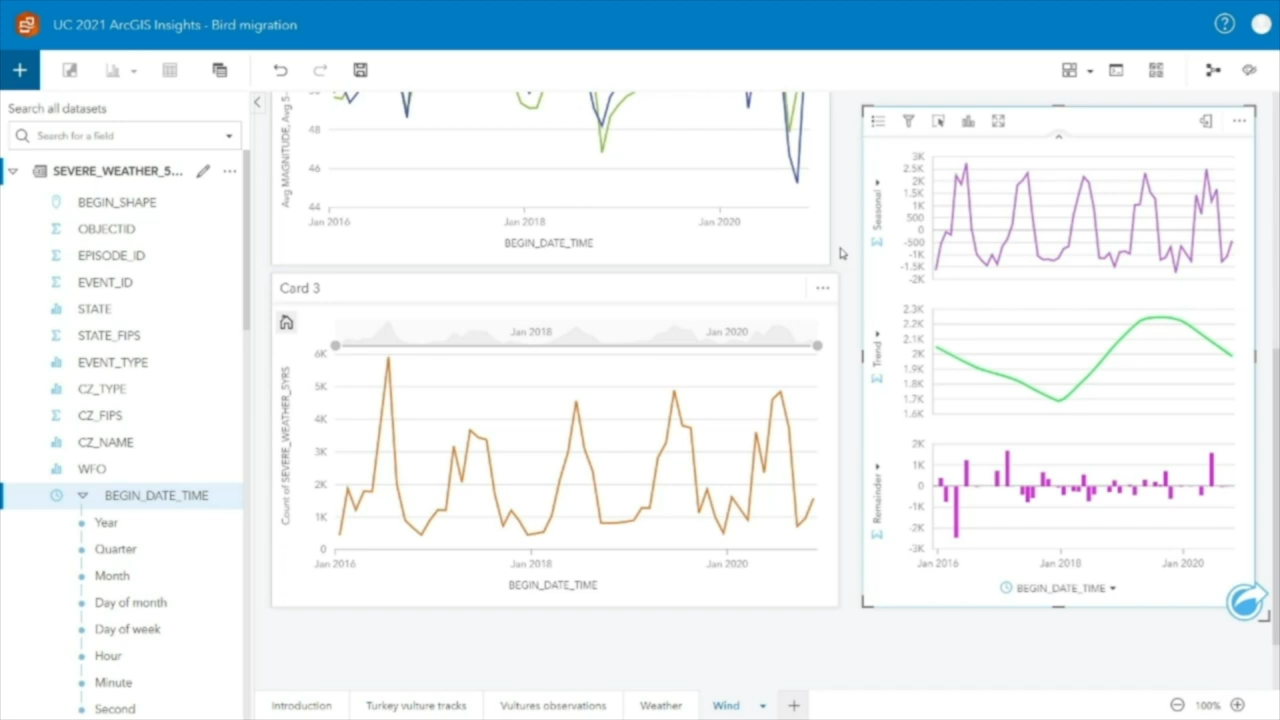 UC 2021 ArcGIS Insights - Bird migration
Search all datasets
Search for a field
SEVERE_WEATHER_5...
BEGIN_SHAPE
OBJECTID
EPISODE_ID
EVENT_ID
STATE
STATE_FIPS
EVENT_TYPE
CZ_TYPE
CZ_FIPS
CZ_NAME
WFO
BEGIN_DATE_TIME
Year
Quarter
Month
Day of month
Day of week
Hour
Minute
Second
Avg MAGNITUDE, Avg 5-
48
46
44
Jan 2016 Jan 2018 Jan 2020
BEGIN_DATE_TIME
Card 3
Jan 2018 Jan 2020
Count of SEVERE_WEATHER_5YRS
6K
5K
4K
3K
2K
1K
0
Jan 2016 Jan 2018 Jan 2020
BEGIN_DATE_TIME
Seasonal
3K
2.5K
2K
1.5K
1K
500
0
-500
-1K
-1.5K
-2K
Trend
2.3K
2.2K
2.1K
2K
1.9K
1.8K
1.7K
1.6K
Remainder
2K
1K
0
-1K
-2K
-3K
Jan 2016 Jan 2018 Jan 2020
BEGIN_DATE_TIME
Introduction Turkey vulture tracks Vultures observations Weather Wind
100%